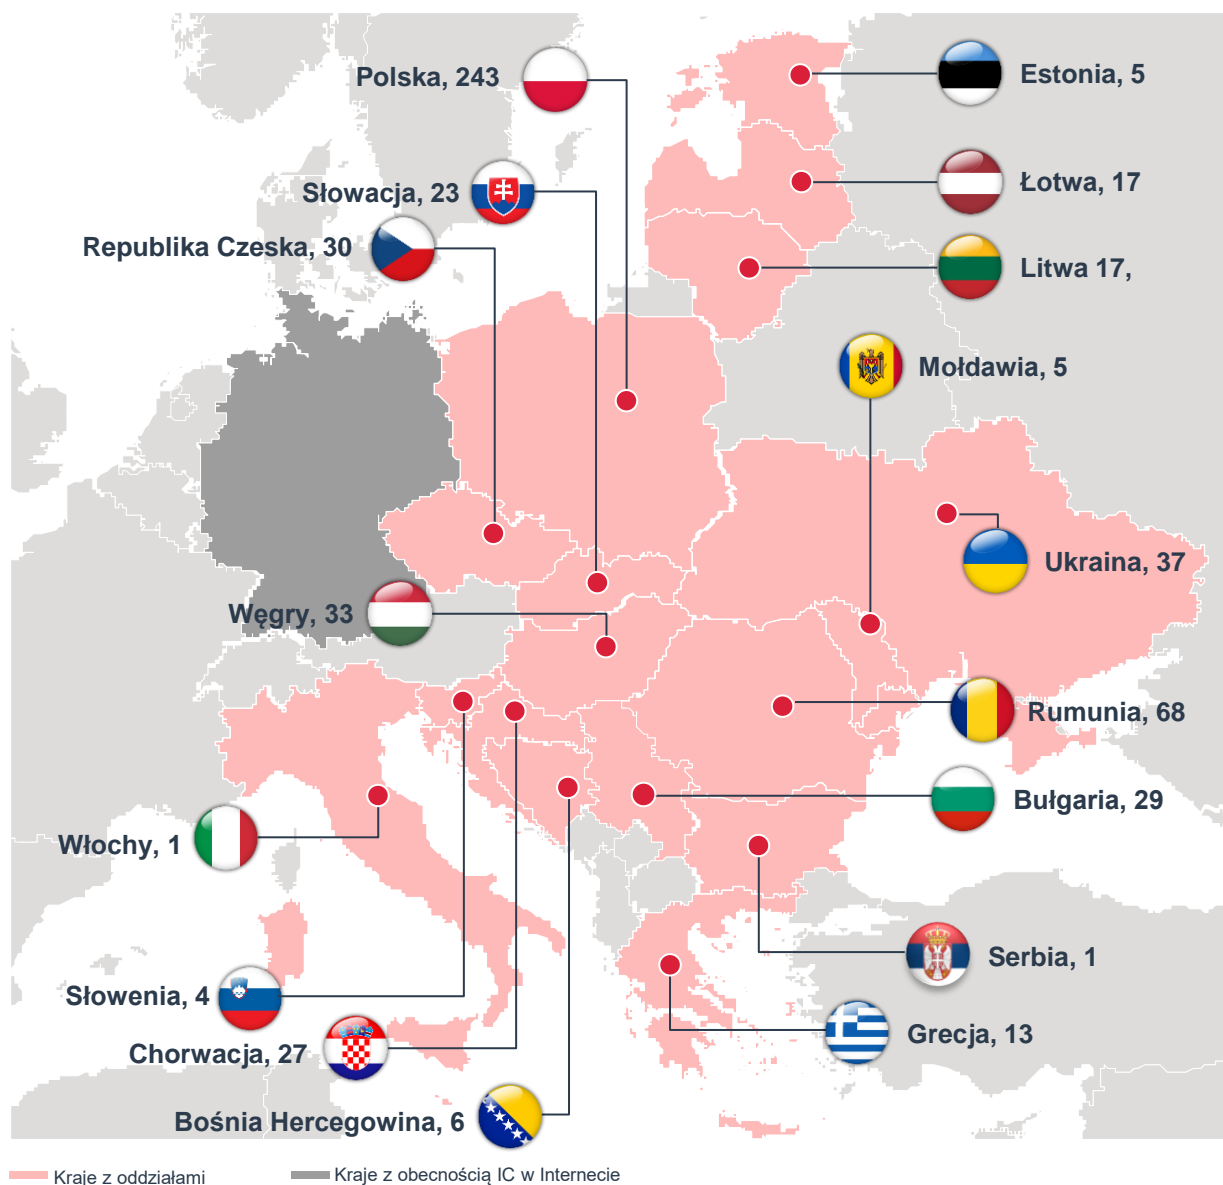 Polska, 243
Estonia, 5
Słowacja, 23
Łotwa, 17
Republika Czeska, 30
Litwa 17,
Mołdawia, 5
Ukraina, 37
Węgry, 33
Rumunia, 68
Bułgaria, 29
Włochy, 1
Serbia, 1
Słowenia, 4
Grecja, 13
Chorwacja, 27
Bośnia Hercegowina, 6
Kraje z oddziałami
Kraje z obecnością IC w Internecie